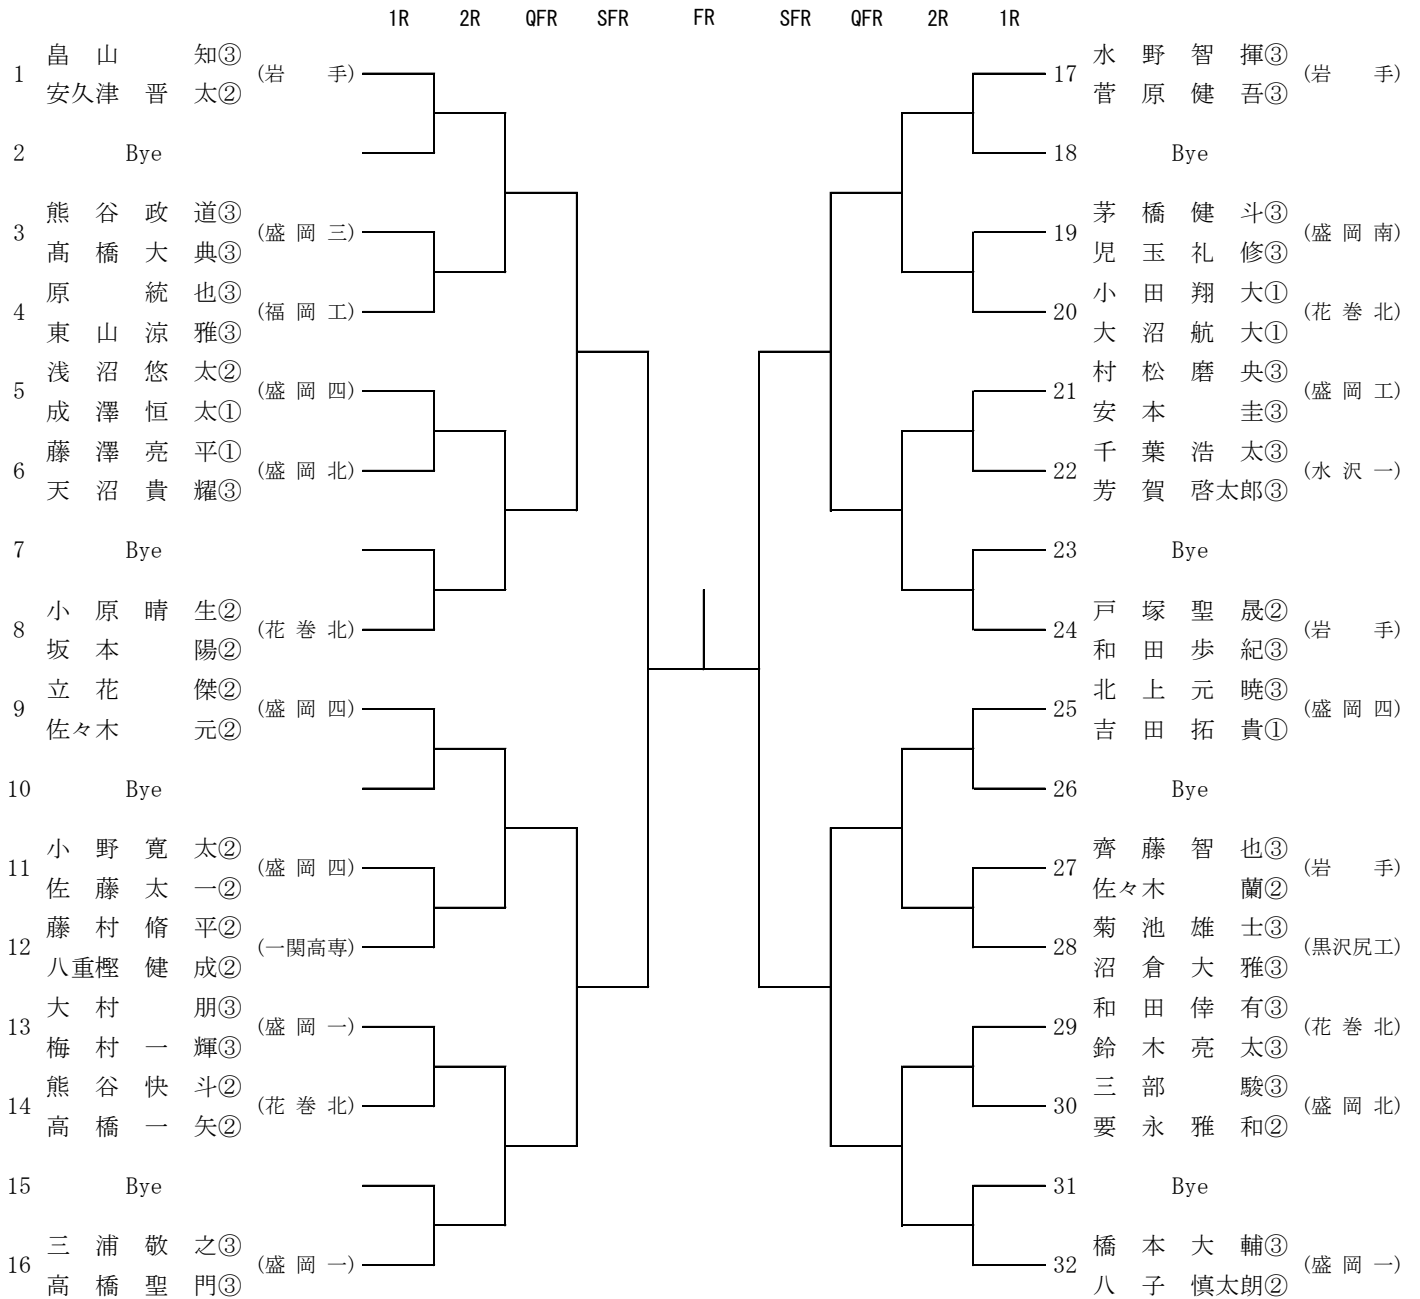 1R 2R QFR SFR FR SFR QFR 2R 1R
1 畠山 知③ (岩 手)
安久津 晋 太②
2 Bye
3 熊谷政道③ (盛岡三)
髙橋大典③
4 原 統也③ (福岡工)
東山涼雅③
5 浅沼悠太② (盛岡四)
成澤恒太①
6 藤澤亮平① (盛岡北)
天沼貴耀③
7 Bye
8 小原晴生② (花巻北)
坂本 陽②
9 立花 傑② (盛岡四)
佐々木 元②
10 Bye
11 小野寛太② (盛岡四)
佐藤太一②
12 藤村脩平② (一関高専)
八重樫健成②
13 大村 朋③ (盛岡一)
梅村一輝③
14 熊谷快斗② (花巻北)
高橋一矢②
15 Bye
16 三浦敬之③ (盛岡一)
高橋聖門③
17 水野智揮③ (岩 手)
菅原健吾③
18 Bye
19 茅橋健斗③ (盛岡南)
児玉礼修③
20 小田翔大① (花巻北)
大沼航大①
21 村松磨央③ (盛岡工)
安本 圭③
22 千葉浩太③ (水沢一)
芳賀啓太郎③
23 Bye
24 戸塚聖晟② (岩 手)
和田歩紀③
25 北上元暁③ (盛岡四)
吉田拓貴①
26 Bye
27 齊藤智也③ (岩 手)
佐々木 蘭②
28 菊池雄士③ (黒沢尻工)
沼倉大雅③
29 和田倖有③ (花巻北)
鈴木亮太③
30 三部 駿③ (盛岡北)
要永雅和②
31 Bye
32 橋本大輔③ (盛岡一)
八子慎太朗②